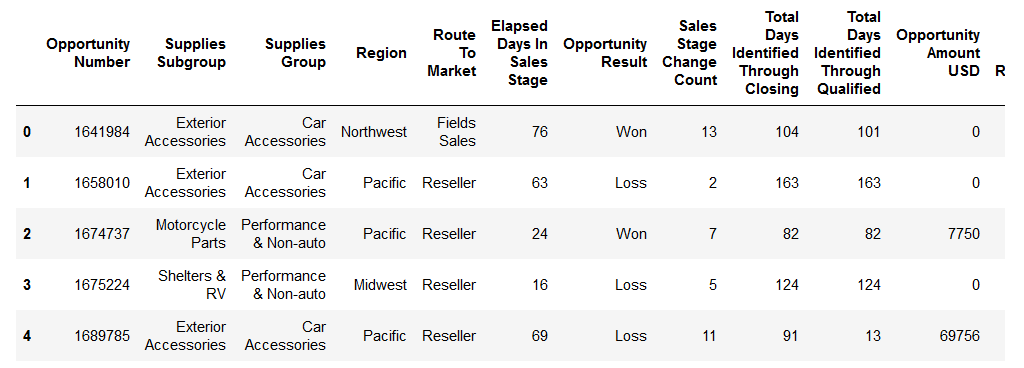 Opportunity Number Supplies Subgroup Supplies Group Region Route To Market Elapsed Days In Sales Stage Opportunity Result Sales Stage Change Count Total Days Identified Through Closing Total Days Identified Through Qualified Opportunity Amount USD R
0 1641984 Exterior Accessories Car Accessories Northwest Fields Sales 76 Won 13 104 101 0
1 1658010 Exterior Accessories Car Accessories Pacific Reseller 63 Loss 2 163 163 0
2 1674737 Motorcycle Parts Performance & Non-auto Pacific Reseller 24 Won 7 82 82 7750
3 1675224 Shelters & RV Performance & Non-auto Midwest Reseller 16 Loss 5 124 124 0
4 1689785 Exterior Accessories Car Accessories Pacific Reseller 69 Loss 11 91 13 69756